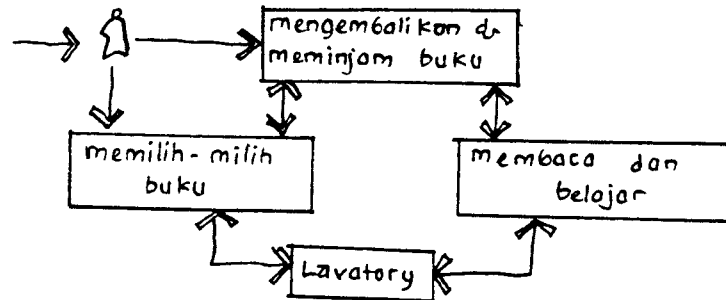 mengembalikan &
meminjam buku
memilih-milih
buku
membaca dan
belajar
Lavatory